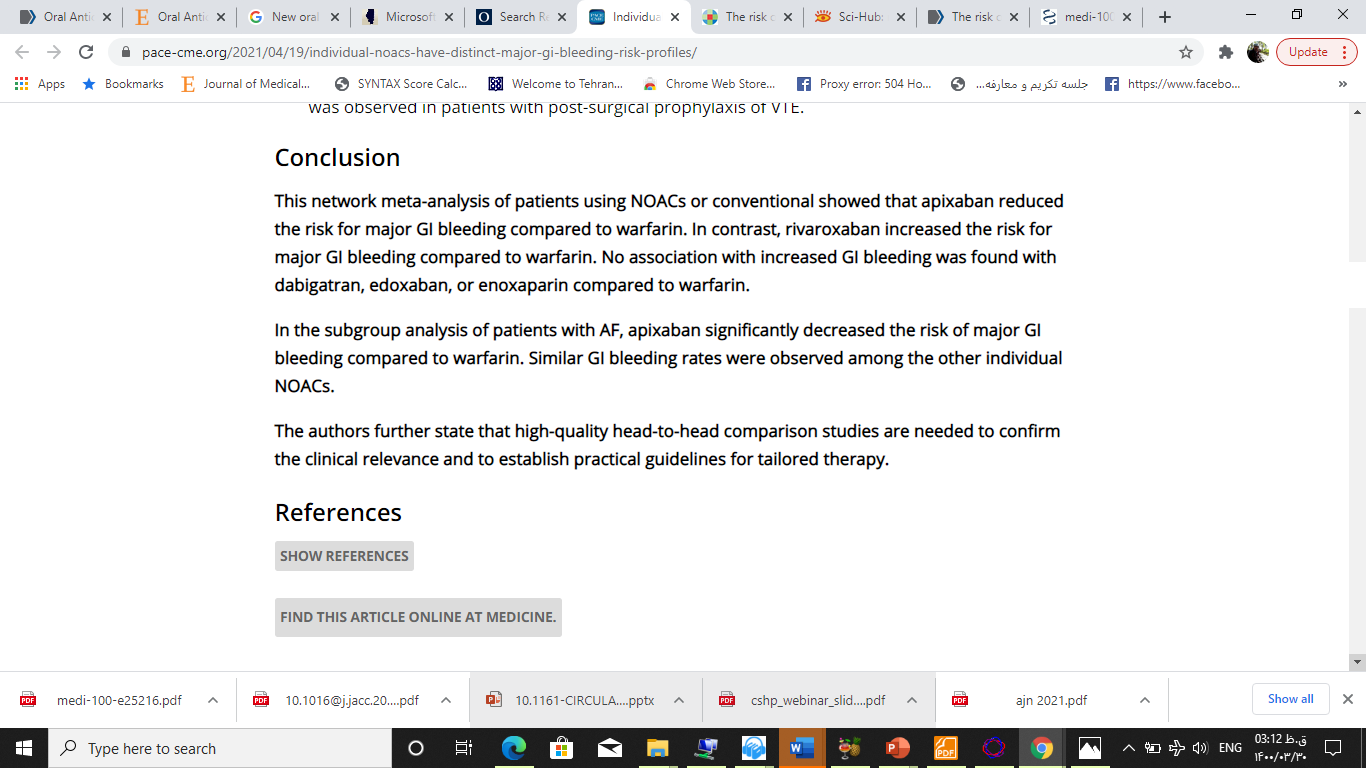 Oral Anti
Oral Anti
New oral
Microsoft
Search Re
Individua
The risk o
Sci-Hub:
The risk o
medi-100
pace-cme.org/2021/04/19/individual-noacs-have-distinct-major-gi-bleeding-risk-profiles/
Update
Apps
Bookmarks
Journal of Medical...
SYNTAX Score Calc...
Welcome to Tehran...
Chrome Web Store...
Proxy error: 504 Ho...
جلسه تکریم و معارفه...
https://www.facebo...
was observed in patients with post-surgical prophylaxis of VTE.
Conclusion
This network meta-analysis of patients using NOACs or conventional showed that apixaban reduced
the risk for major GI bleeding compared to warfarin. In contrast, rivaroxaban increased the risk for
major GI bleeding compared to warfarin. No association with increased GI bleeding was found with
dabigatran, edoxaban, or enoxaparin compared to warfarin.
In the subgroup analysis of patients with AF, apixaban significantly decreased the risk of major GI
bleeding compared to warfarin. Similar GI bleeding rates were observed among the other individual
NOACs.
The authors further state that high-quality head-to-head comparison studies are needed to confirm
the clinical relevance and to establish practical guidelines for tailored therapy.
References
SHOW REFERENCES
FIND THIS ARTICLE ONLINE AT MEDICINE.
medi-100-e25216.pdf
10.1016@j.jacc.20....pdf
10.1161-CIRCULA....pptx
cshp_webinar_slid....pdf
ajn 2021.pdf
Show all
Type here to search
ENG
03:12 ق.ظ
۱۴۰۰/۰۳/۳۰